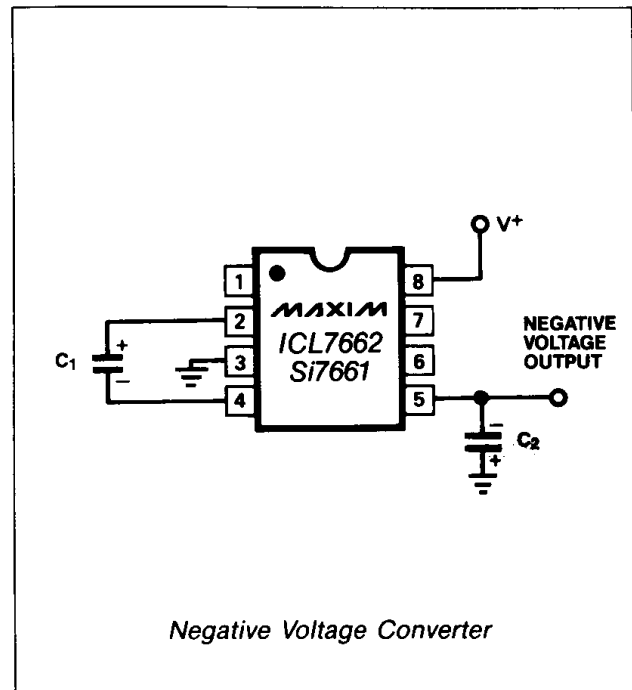 V+
1
8
MAXIM
2
7
NEGATIVE
VOLTAGE
OUTPUT
C1
+
−
ICL7662
Si7661
3
6
4
5
−
+
C2
Negative Voltage Converter